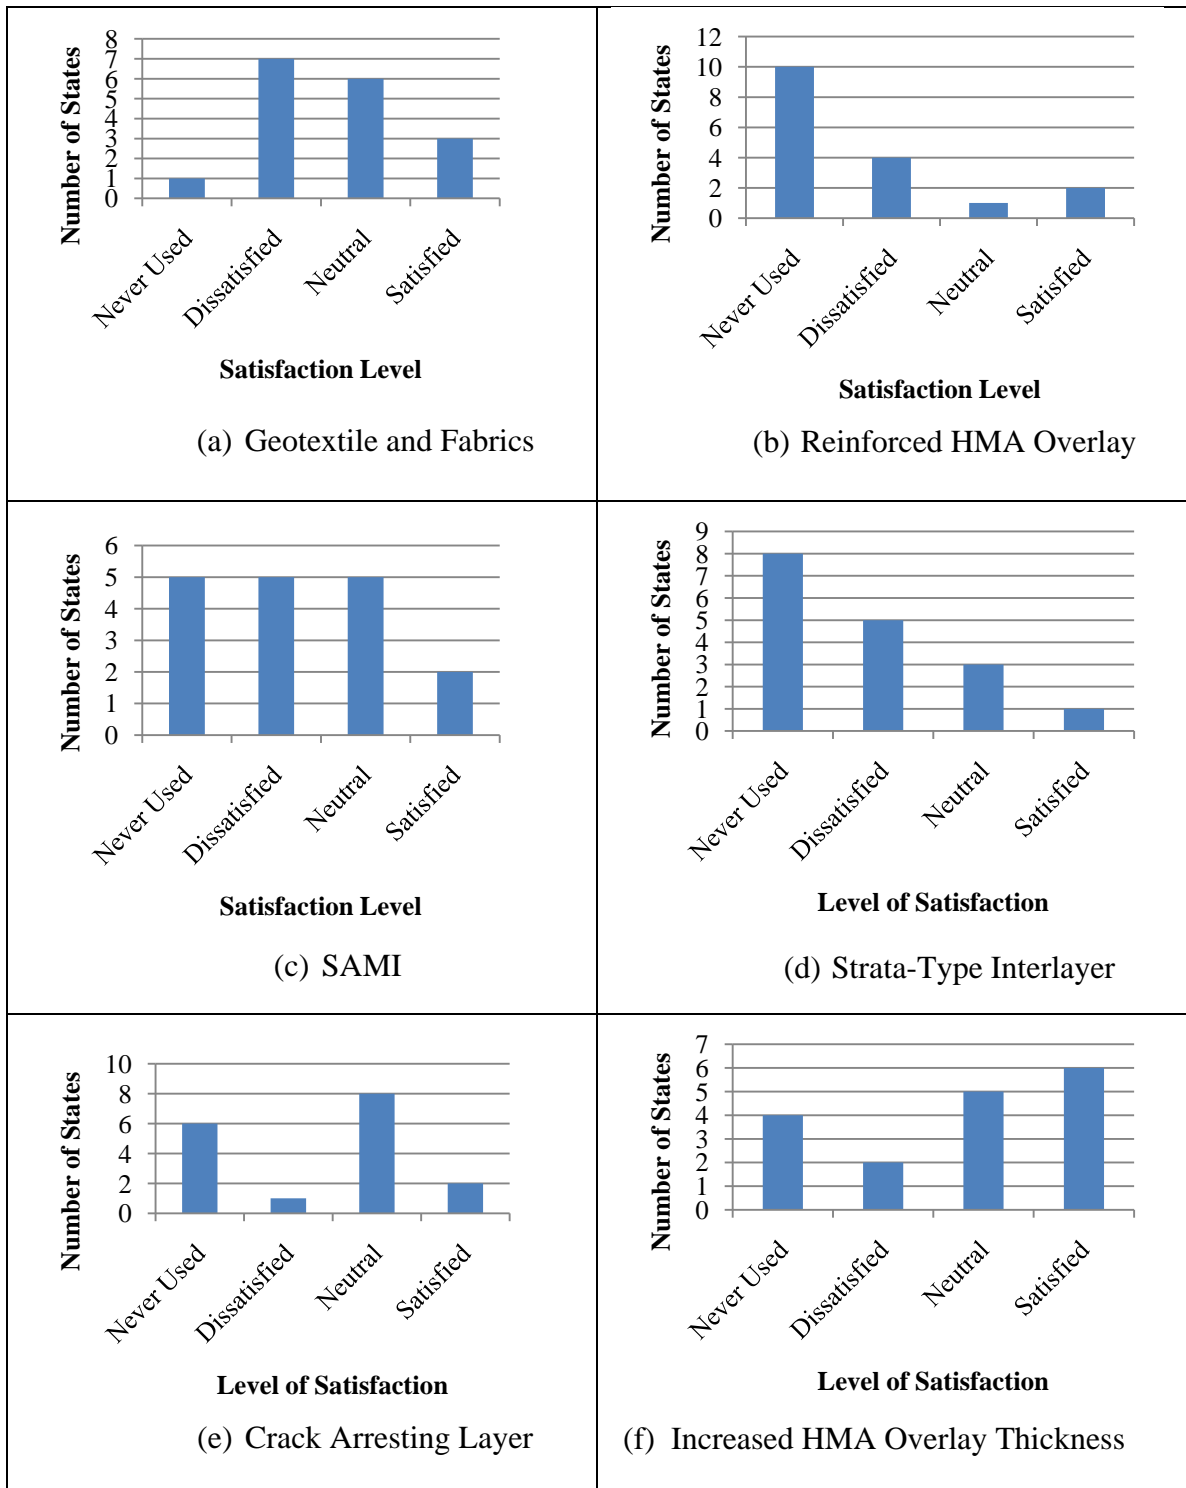 Number of States
8
7
6
5
4
3
2
1
0
Never Used
Dissatisfied
Neutral
Satisfied
Satisfaction Level
(a) Geotextile and Fabrics
Number of States
12
10
8
6
4
2
0
Never Used
Dissatisfied
Neutral
Satisfied
Satisfaction Level
(b) Reinforced HMA Overlay
Number of States
6
5
4
3
2
1
0
Never Used
Dissatisfied
Neutral
Satisfied
Satisfaction Level
(c) SAMI
Number of States
9
8
7
6
5
4
3
2
1
0
Never Used
Dissatisfied
Neutral
Satisfied
Level of Satisfaction
(d) Strata-Type Interlayer
Number of States
10
8
6
4
2
0
Never Used
Dissatisfied
Neutral
Satisfied
Level of Satisfaction
(e) Crack Arresting Layer
Number of States
7
6
5
4
3
2
1
0
Never Used
Dissatisfied
Neutral
Satisfied
Level of Satisfaction
(f) Increased HMA Overlay Thickness